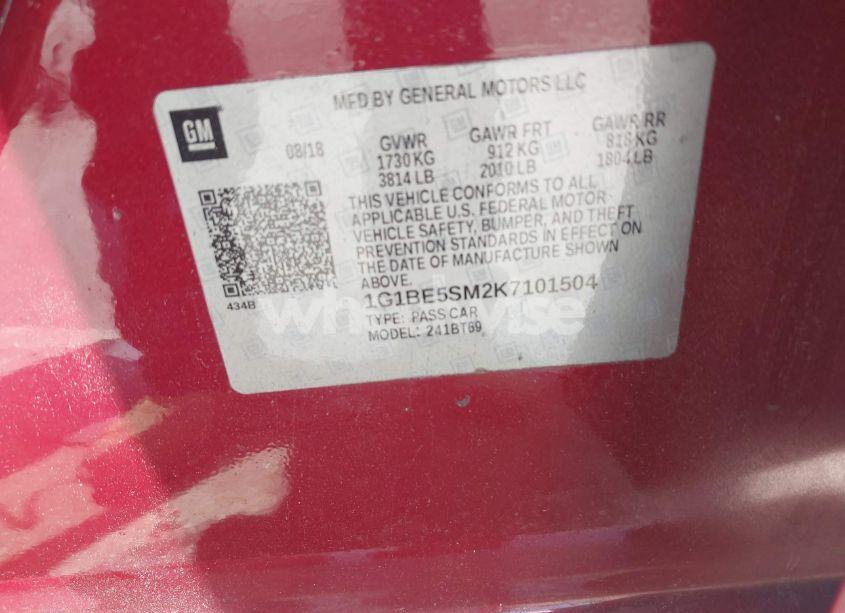 MFD BY GENERAL MOTORS LLC
GM
08/18
GVWR GAWR FRT GAWR RR
1730 KG 912 KG 818 KG
3814 LB 2010 LB 1804 LB
THIS VEHICLE CONFORMS TO ALL
APPLICABLE U.S. FEDERAL MOTOR
VEHICLE SAFETY, BUMPER, AND THEFT
PREVENTION STANDARDS IN EFFECT ON
THE DATE OF MANUFACTURE SHOWN
ABOVE.
434B
1G1BE5SM2K7101504
TYPE: PASS CAR
MODEL: 241BT69